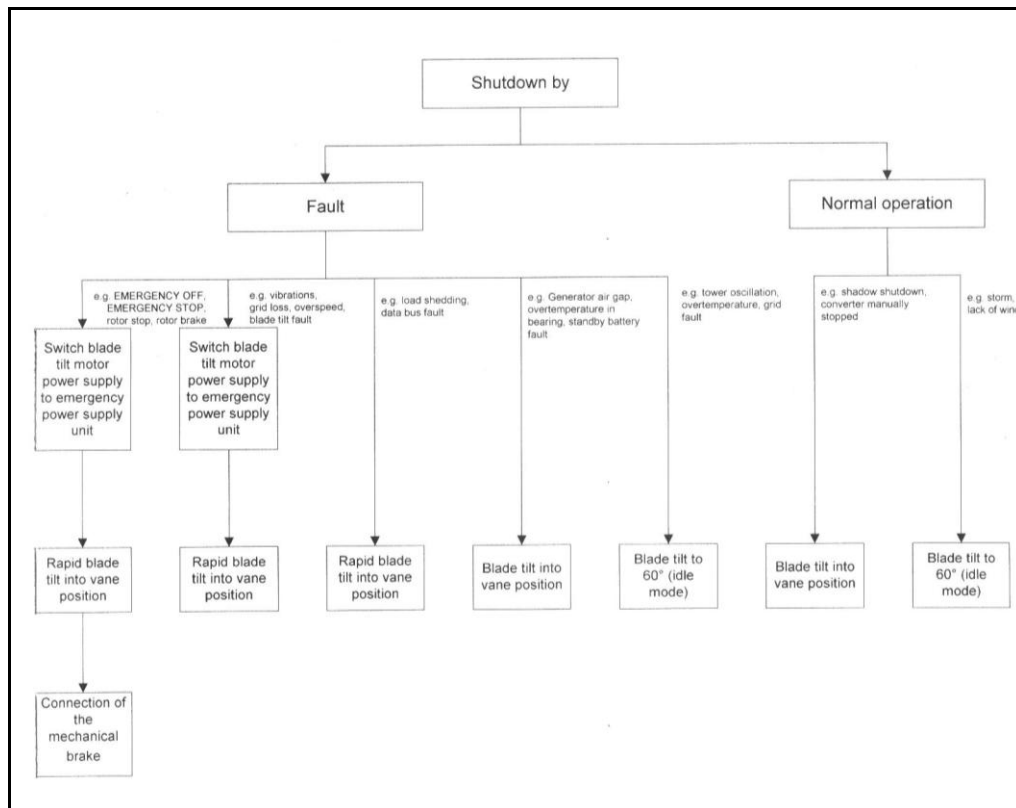 Shutdown by
Fault
Normal operation
e.g. EMERGENCY OFF,
EMERGENCY STOP,
rotor stop, rotor brake
e.g. vibrations,
grid loss, overspeed,
blade tilt fault
e.g. load shedding,
data bus fault
e.g. Generator air gap,
overtemperature in
bearing, standby battery
fault
e.g. tower oscillation,
overtemperature, grid
fault
e.g. shadow shutdown,
converter manually
stopped
e.g. storm,
lack of wind
Switch blade
tilt motor
power supply
to emergency
power supply
unit
Switch blade
tilt motor
power supply
to emergency
power supply
unit
Rapid blade
tilt into vane
position
Rapid blade
tilt into vane
position
Rapid blade
tilt into vane
position
Blade tilt into
vane position
Blade tilt to
60° (idle
mode)
Blade tilt into
vane position
Blade tilt to
60° (idle
mode)
Connection of
the
mechanical
brake